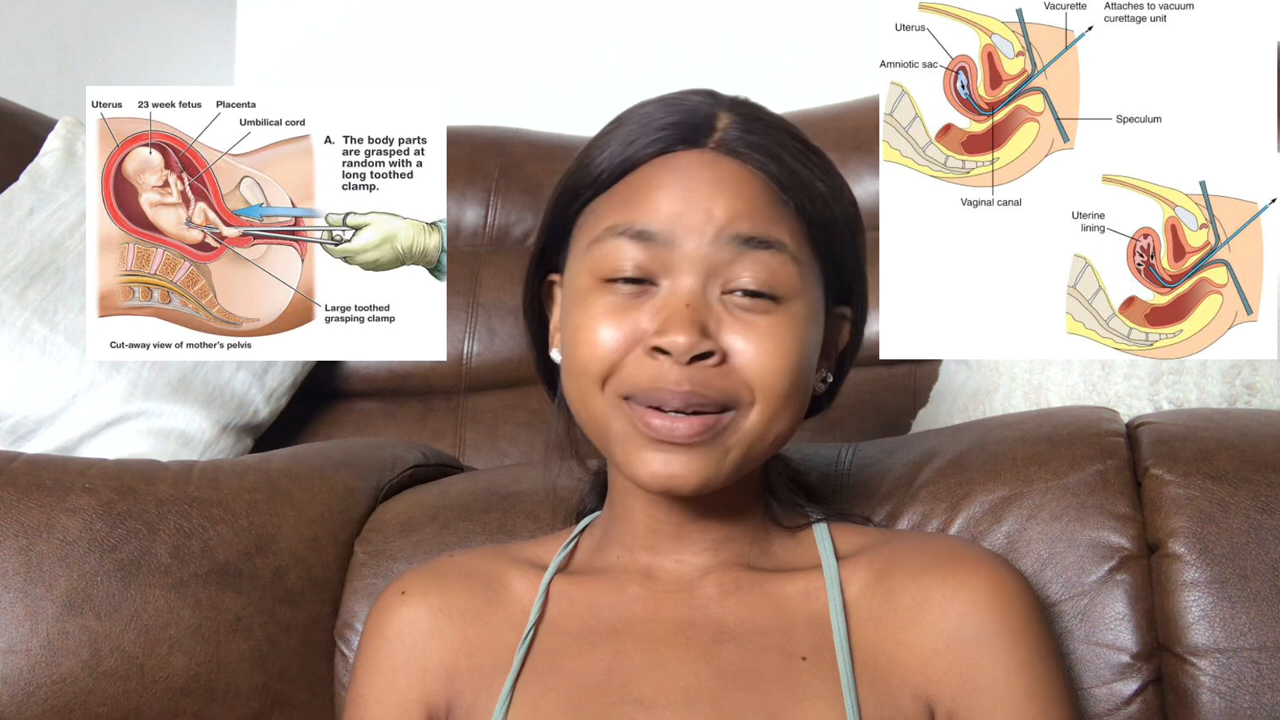 Uterus 23 week fetus Placenta
Umbilical cord
A. The body parts
are grasped at
random with a
long toothed
clamp.
Large toothed
grasping clamp
Cut-away view of mother's pelvis
Vacurette
Attaches to vacuum
curettage unit
Uterus
Amniotic sac
Speculum
Vaginal canal
Uterine
lining